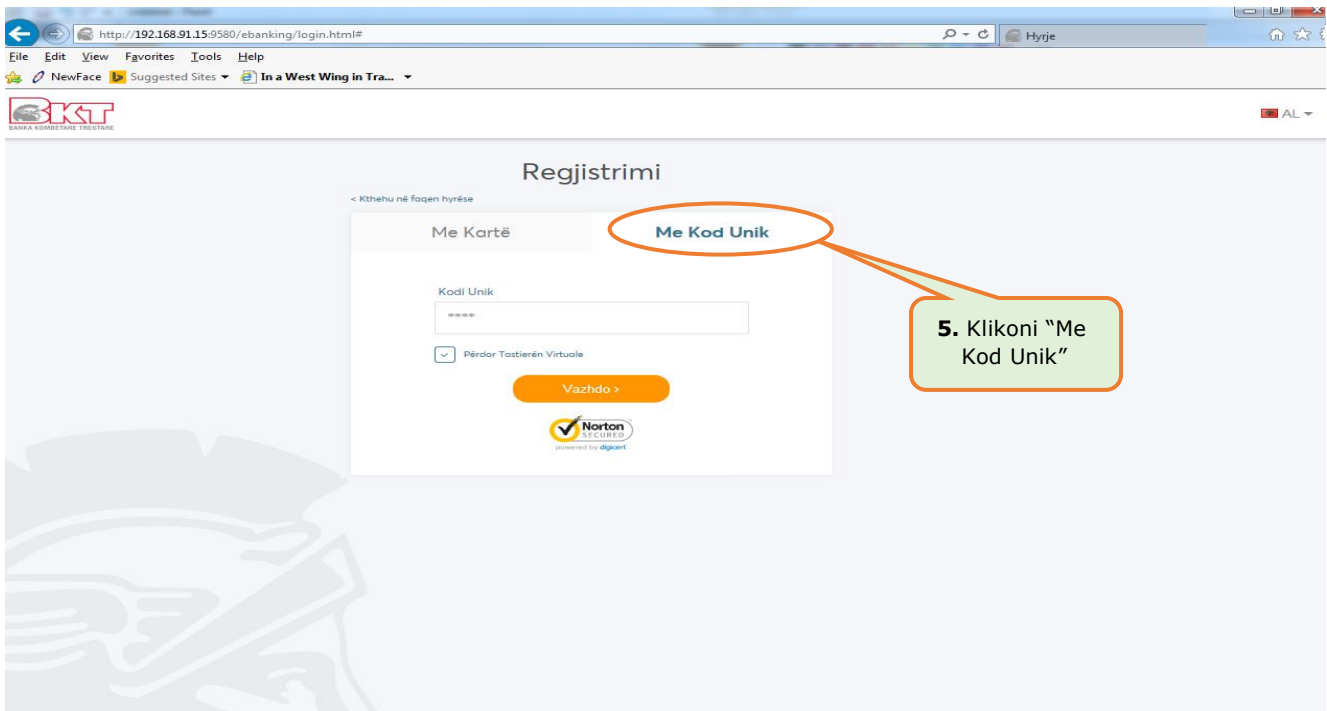 http://192.168.91.15:9580/ebanking/login.html#
Hyrje
File Edit View Favorites Tools Help
NewFace Suggested Sites In a West Wing in Tra...
BKT
BANKA KOMBETARE TREGTARE
AL
Regjistrimi
< Kthehu në faqen hyrëse
Me Kartë
Me Kod Unik
Kodi Unik
****
5. Klikoni “Me
Kod Unik”
Përdor Tastierën Virtuale
Vazhdo >
Norton
SECURED
powered by digicert